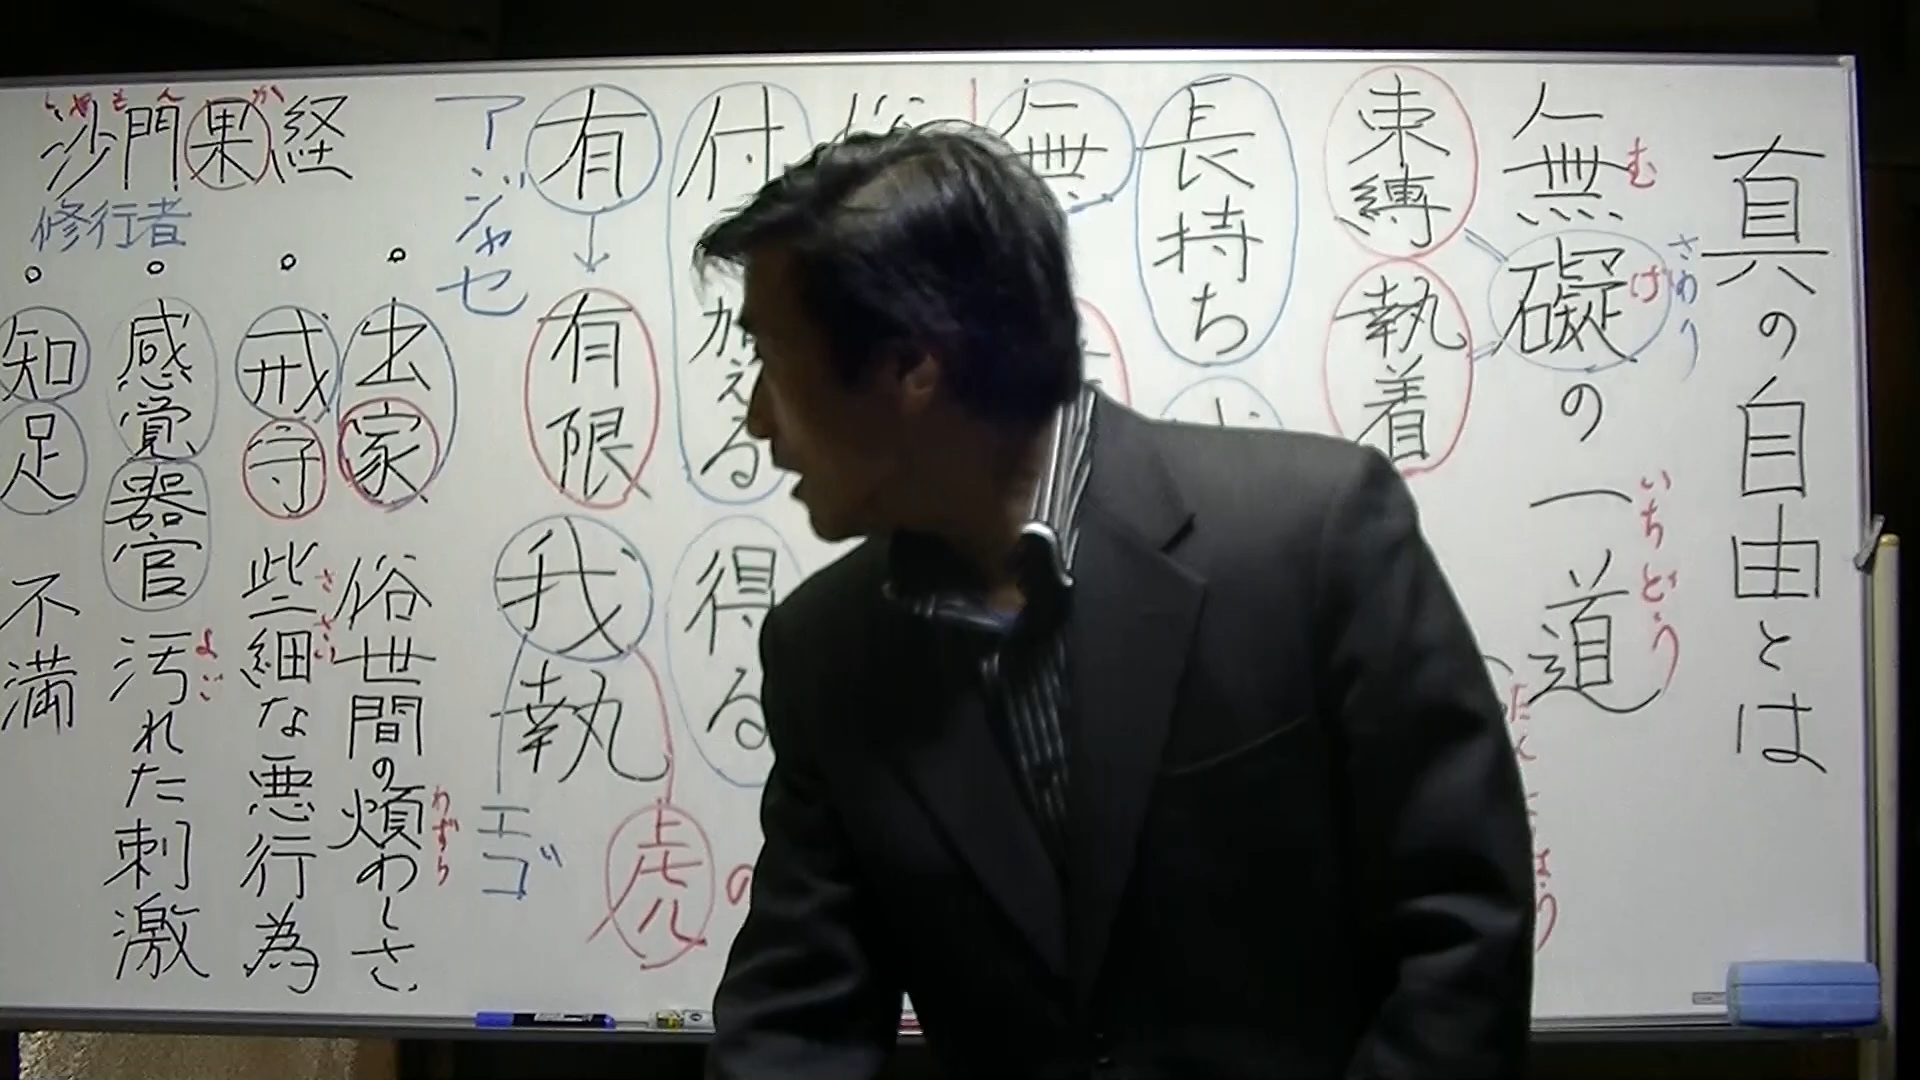 真の自由とは
無礙の一道
むげ
さわり
いちどう
束縛
執着
長持ち
無
付
加える
得る
有
有限
我執
エゴ
虎
の
アジャセ
沙門果経
しゃもんか
修行者
出家
俗世間の煩わしさ
わずら
戒守
些細な悪行為
ささい
感覚器官
汚れた刺激
よご
知足
不満